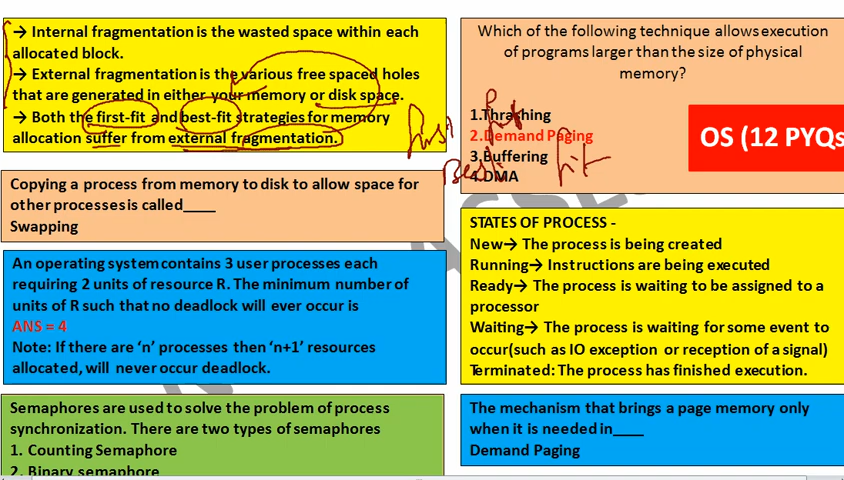 → Internal fragmentation is the wasted space within each
allocated block.
→ External fragmentation is the various free spaced holes
that are generated in either your memory or disk space.
→ Both the first-fit and best-fit strategies for memory
allocation suffer from external fragmentation.
first fit
Best fit
Copying a process from memory to disk to allow space for
other processes is called____
Swapping
An operating system contains 3 user processes each
requiring 2 units of resource R. The minimum number of
units of R such that no deadlock will ever occur is
ANS = 4
Note: If there are ‘n’ processes then ‘n+1’ resources
allocated, will never occur deadlock.
Semaphores are used to solve the problem of process
synchronization. There are two types of semaphores
1. Counting Semaphore
2. Binary semaphore
Which of the following technique allows execution
of programs larger than the size of physical
memory?
1.Thrashing
2.Demand Paging
3.Buffering
4.DMA
OS (12 PYQs
STATES OF PROCESS -
New→ The process is being created
Running→ Instructions are being executed
Ready→ The process is waiting to be assigned to a
processor
Waiting→ The process is waiting for some event to
occur(such as IO exception or reception of a signal)
Terminated: The process has finished execution.
The mechanism that brings a page memory only
when it is needed in____
Demand Paging